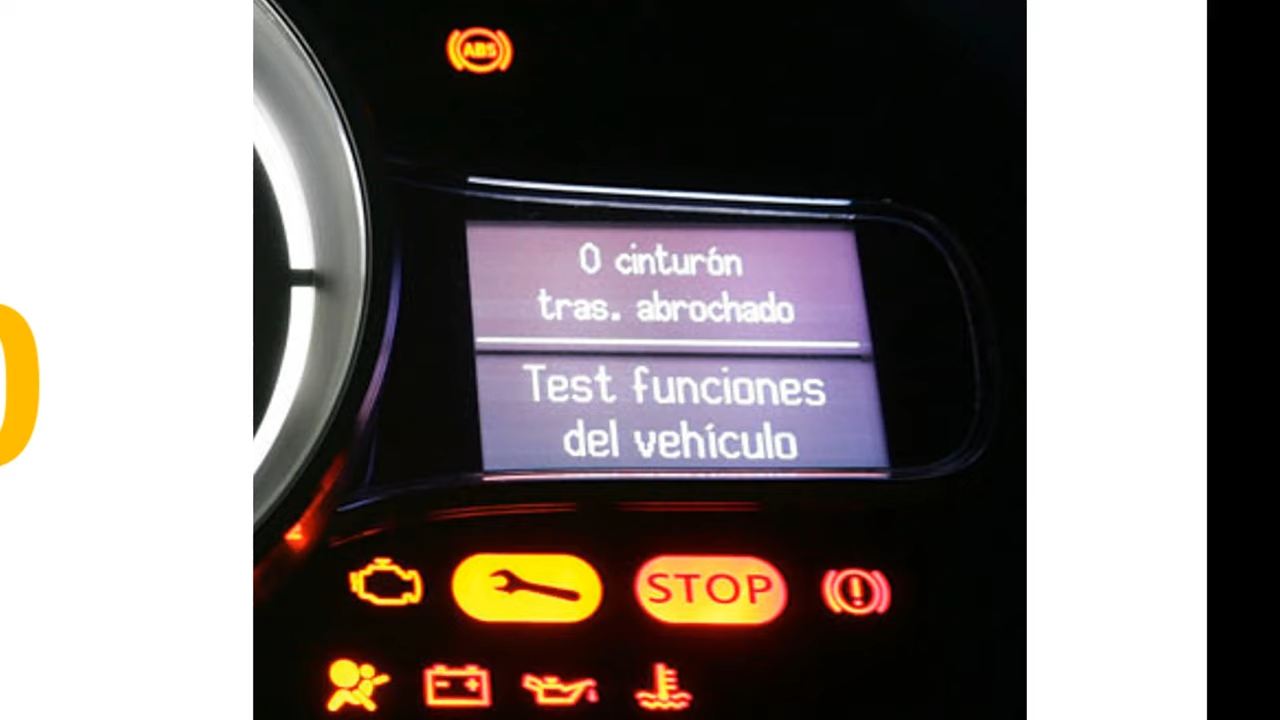 ABS
0 cinturón
tras. abrochado
Test funciones
del vehículo
STOP